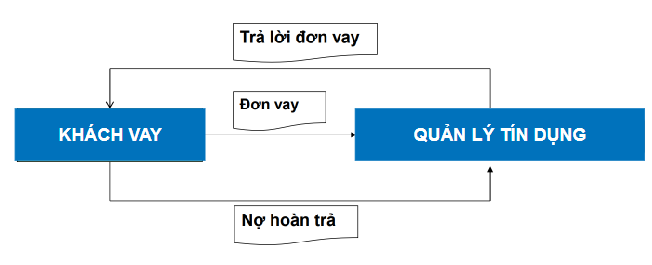 Trả lời đơn vay
Đơn vay
KHÁCH VAY
QUẢN LÝ TÍN DỤNG
Nợ hoàn trả